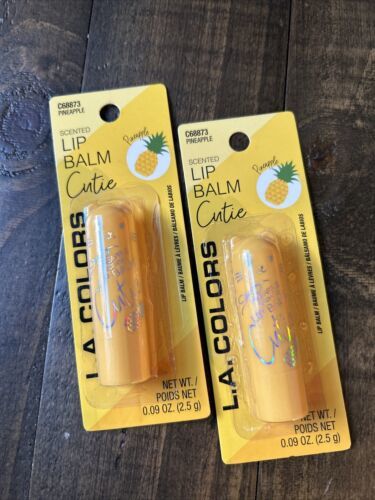 C68873
PINEAPPLE
SCENTED
LIP
BALM
Cutie
Pineapple
L.A. COLORS
LIP BALM / BAUME À LÈVRES / BÁLSAMO DE LABIOS
NET WT. /
POIDS NET
0.09 OZ. (2.5 g)
C68873
PINEAPPLE
SCENTED
LIP
BALM
Cutie
Pineapple
L.A. COLORS
LIP BALM / BAUME À LÈVRES / BÁLSAMO DE LABIOS
NET WT. /
POIDS NET
0.09 OZ. (2.5 g)